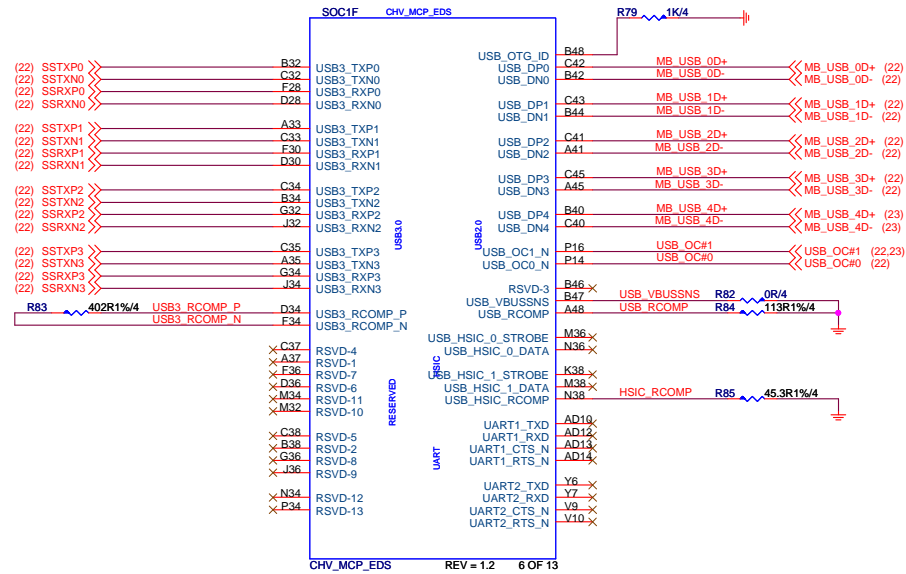 SOC1F CHV_MCP_EDS R79 1K/4
USB_OTG_ID B48
(22) SSTXP0 B32 USB3_TXP0 USB_DP0 C42 MB_USB_0D+ MB_USB_0D+ (22)
(22) SSTXN0 C32 USB3_TXN0 USB_DN0 B42 MB_USB_0D- MB_USB_0D- (22)
(22) SSRXP0 F28 USB3_RXP0
(22) SSRXN0 D28 USB3_RXN0 USB_DP1 C43 MB_USB_1D+ MB_USB_1D+ (22)
USB_DN1 B44 MB_USB_1D- MB_USB_1D- (22)
(22) SSTXP1 A33 USB3_TXP1
(22) SSTXN1 C33 USB3_TXN1 USB_DP2 C41 MB_USB_2D+ MB_USB_2D+ (22)
(22) SSRXP1 F30 USB3_RXP1 USB_DN2 A41 MB_USB_2D- MB_USB_2D- (22)
(22) SSRXN1 D30 USB3_RXN1
USB_DP3 C45 MB_USB_3D+ MB_USB_3D+ (22)
(22) SSTXP2 C34 USB3_TXP2 USB_DN3 A45 MB_USB_3D- MB_USB_3D- (22)
(22) SSTXN2 B34 USB3_TXN2
(22) SSRXP2 G32 USB3_RXP2 USB_DP4 B40 MB_USB_4D+ MB_USB_4D+ (23)
(22) SSRXN2 J32 USB3_RXN2 USB_DN4 C40 MB_USB_4D- MB_USB_4D- (23)
USB3.0 USB2.0
(22) SSTXP3 C35 USB3_TXP3 USB_OC1_N P16 USB_OC#1 USB_OC#1 (22,23)
(22) SSTXN3 A35 USB3_TXN3 USB_OC0_N P14 USB_OC#0 USB_OC#0 (22)
(22) SSRXP3 G34 USB3_RXP3
(22) SSRXN3 J34 USB3_RXN3 RSVD-3 B46
USB_VBUSSNS B47 USB_VBUSSNS R82 0R/4
R83 402R1%/4 USB3_RCOMP_P D34 USB3_RCOMP_P USB_RCOMP A48 USB_RCOMP R84 113R1%/4
USB3_RCOMP_N F34 USB3_RCOMP_N
USB_HSIC_0_STROBE M36
C37 RSVD-4 USB_HSIC_0_DATA N36
A37 RSVD-1
HSIC
F36 RSVD-7 USB_HSIC_1_STROBE K38
D36 RSVD-6 USB_HSIC_1_DATA M38
M34 RSVD-11 USB_HSIC_RCOMP N38 HSIC_RCOMP R85 45.3R1%/4
M32 RSVD-10
RESERVED
UART1_TXD AD10
C38 RSVD-5 UART1_RXD AD12
B38 RSVD-2 UART1_CTS_N AD13
G36 RSVD-8 UART1_RTS_N AD14
J36 RSVD-9
UART
UART2_TXD Y6
N34 RSVD-12 UART2_RXD Y7
P34 RSVD-13 UART2_CTS_N V9
UART2_RTS_N V10
CHV_MCP_EDS REV = 1.2 6 OF 13